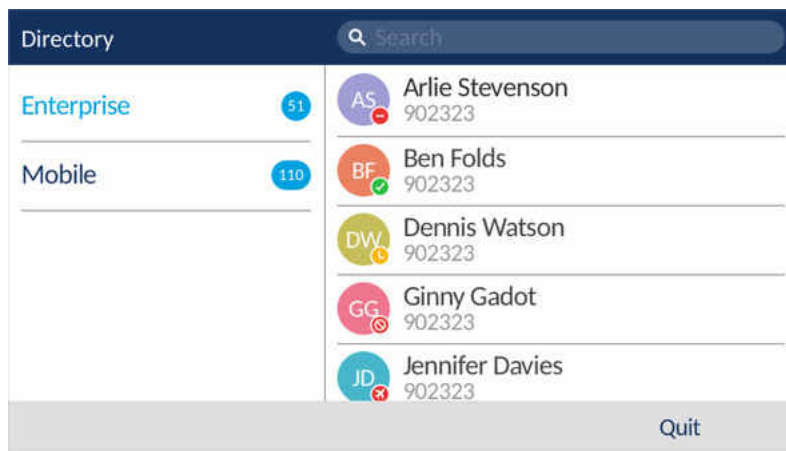 Directory
Search
Enterprise
51
Mobile
110
AS
Arlie Stevenson
902323
BF
Ben Folds
902323
DW
Dennis Watson
902323
GG
Ginny Gadot
902323
JD
Jennifer Davies
902323
Quit